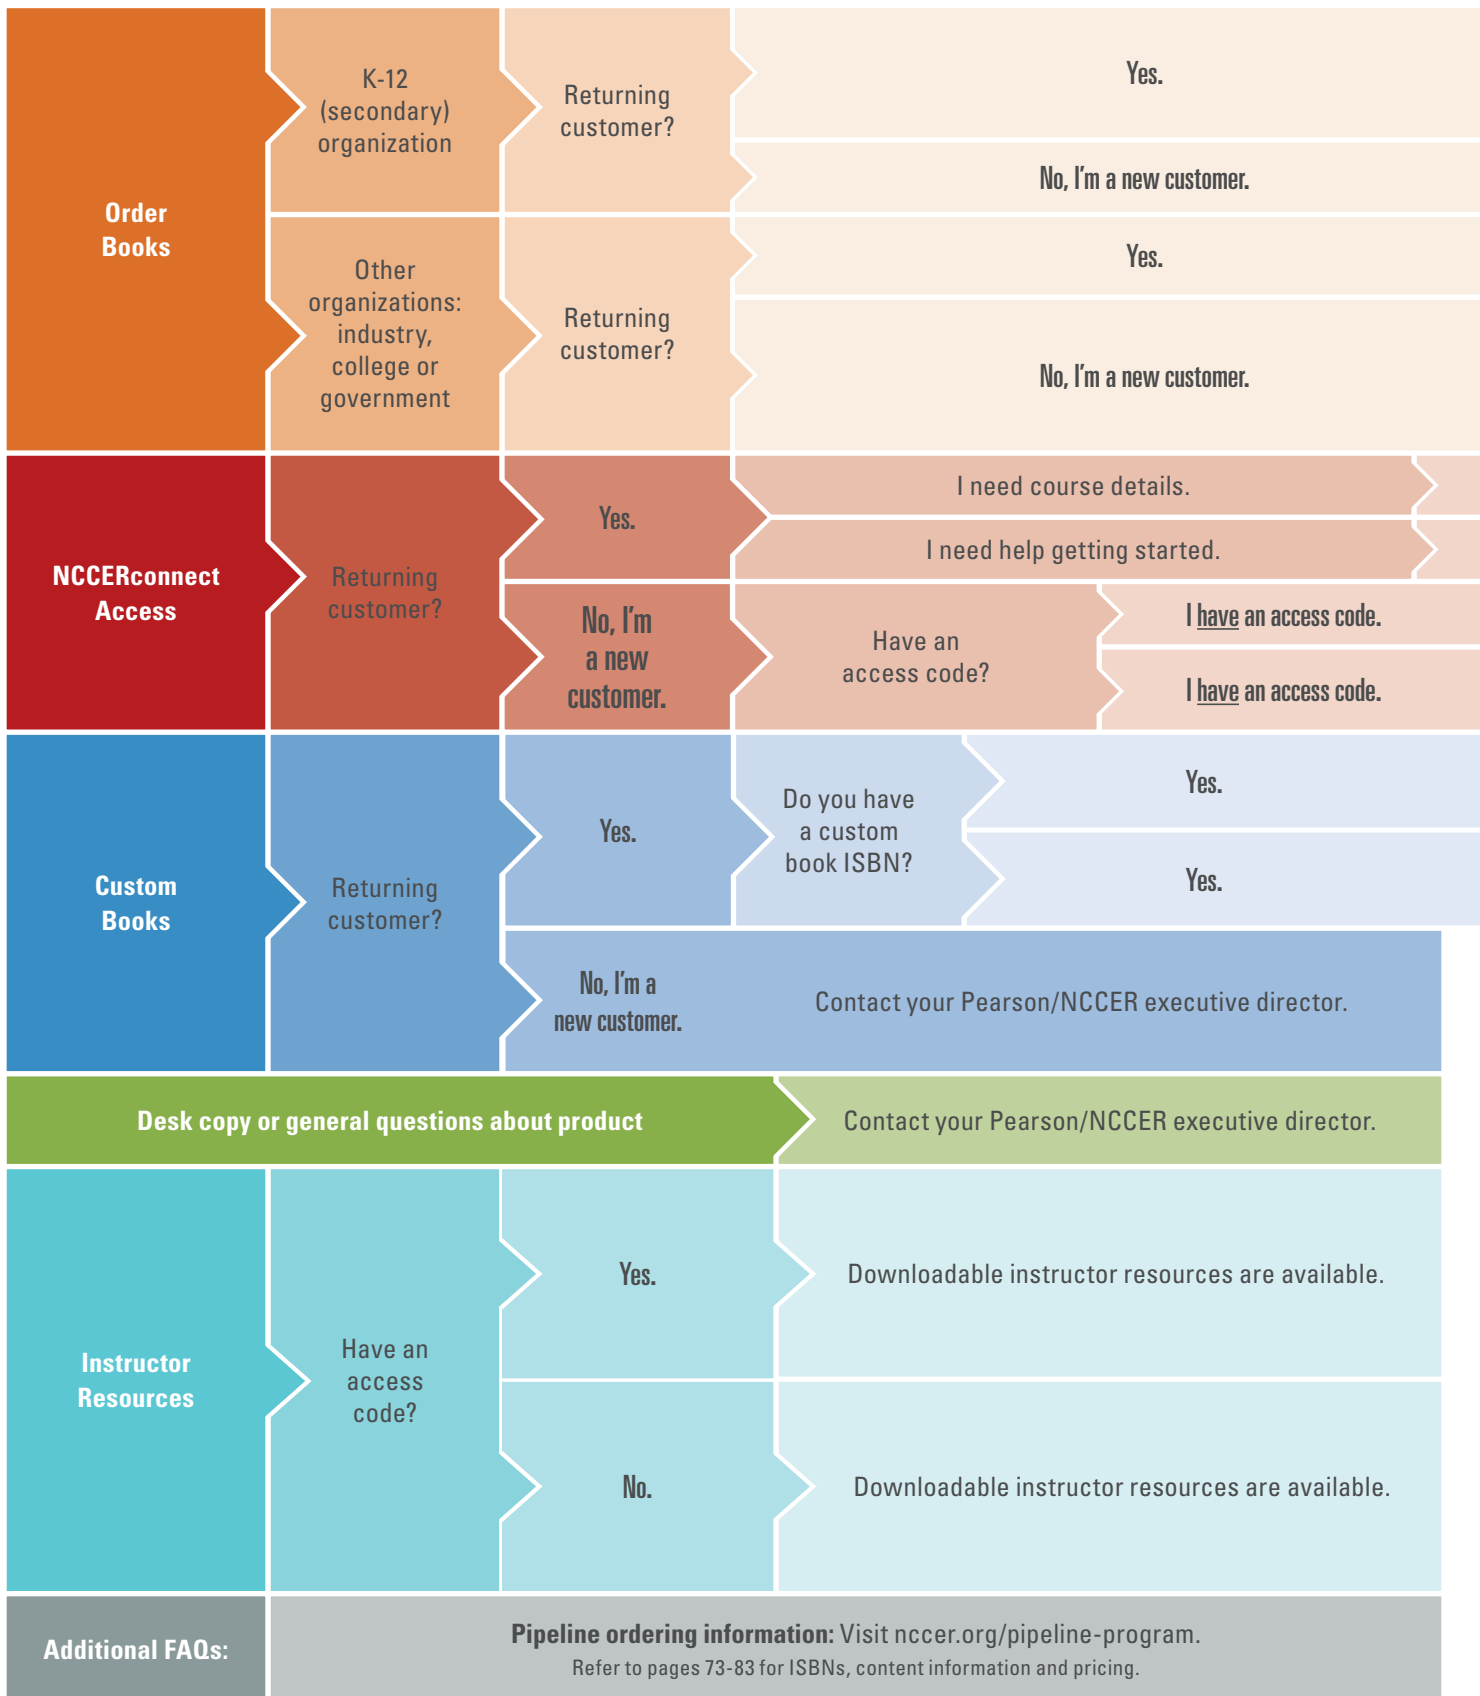 Order
Books
K-12
(secondary)
organization
Returning
customer?
Yes.
No, I'm a new customer.
Other
organizations:
industry,
college or
government
Returning
customer?
Yes.
No, I'm a new customer.
NCCERconnect
Access
Returning
customer?
Yes.
I need course details.
I need help getting started.
No, I'm
a new
customer.
Have an
access code?
I have an access code.
I have an access code.
Custom
Books
Returning
customer?
Yes.
Do you have
a custom
book ISBN?
Yes.
Yes.
No, I'm a
new customer.
Contact your Pearson/NCCER executive director.
Desk copy or general questions about product
Contact your Pearson/NCCER executive director.
Instructor
Resources
Have an
access
code?
Yes.
Downloadable instructor resources are available.
No.
Downloadable instructor resources are available.
Additional FAQs:
Pipeline ordering information: Visit nccer.org/pipeline-program.
Refer to pages 73-83 for ISBNs, content information and pricing.